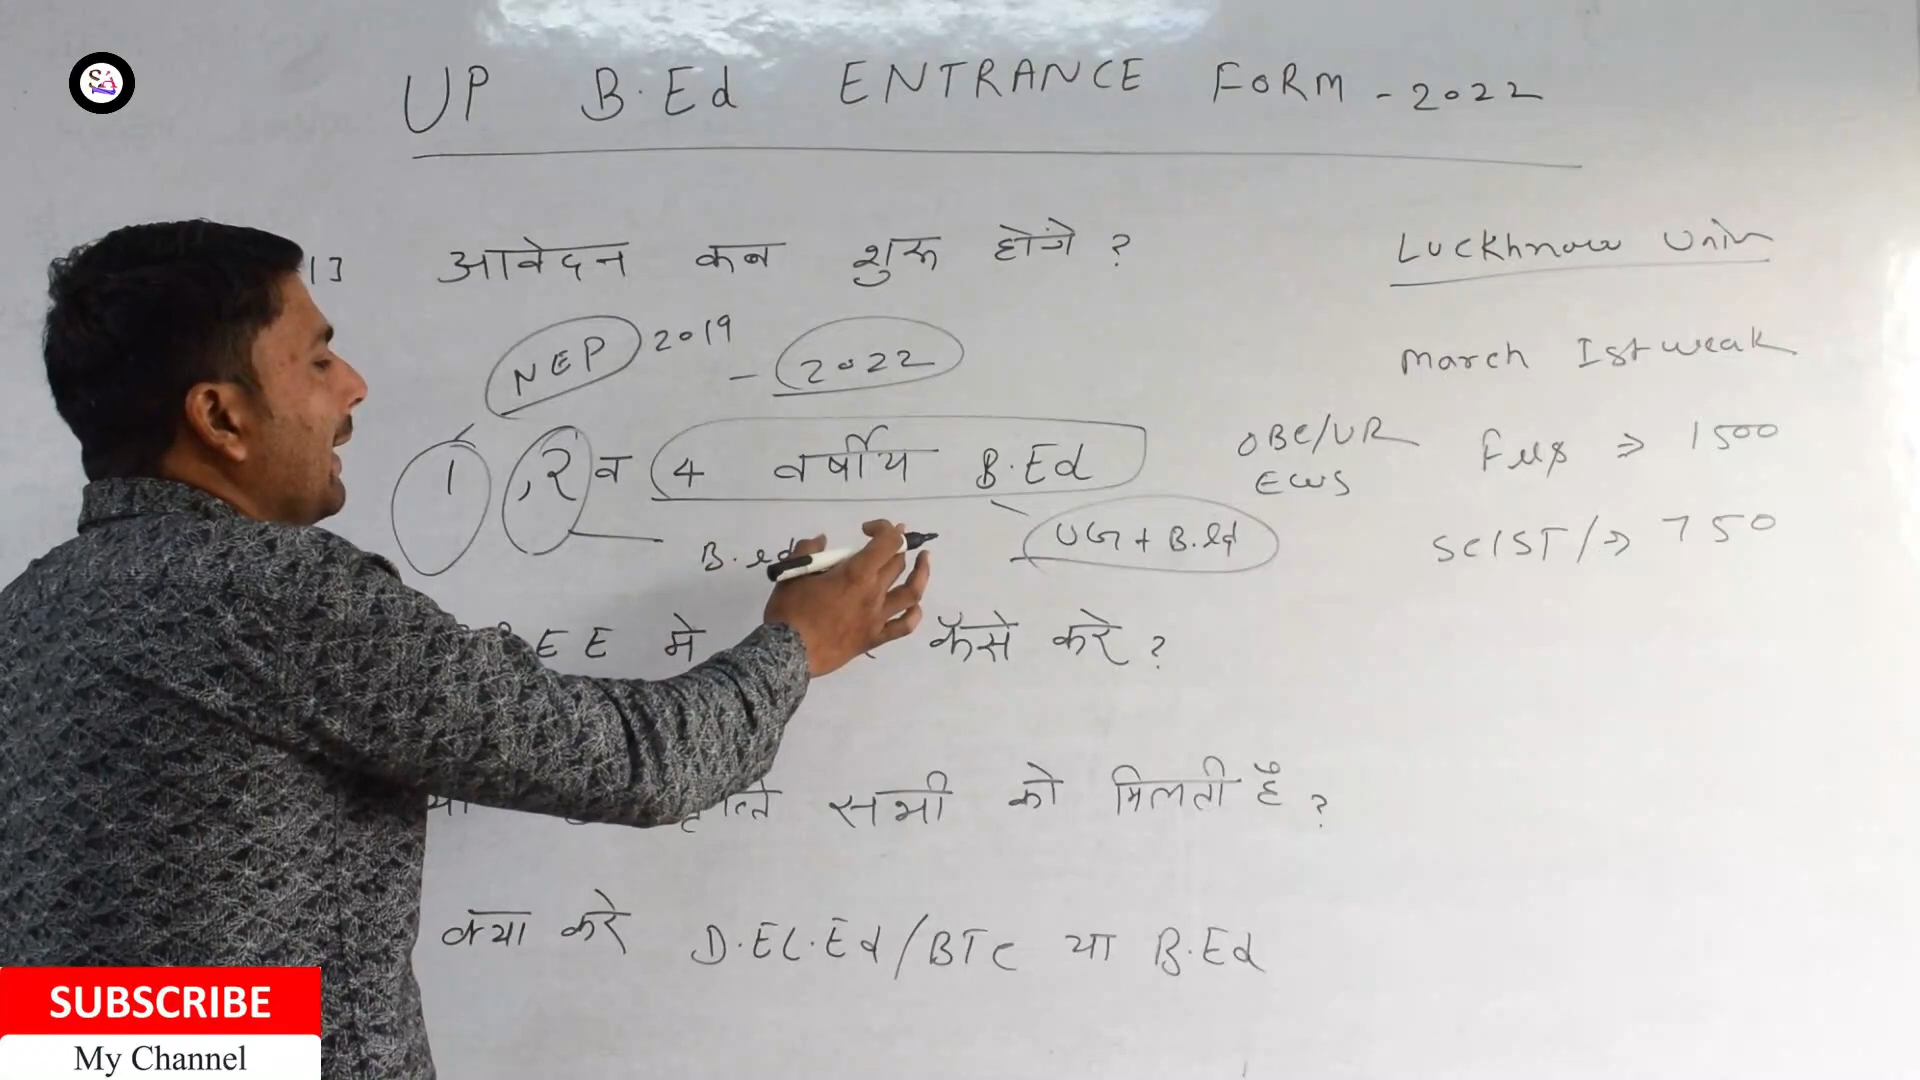 UP B.Ed ENTRANCE FORM - 2022
1] आवेदन कब शुरू होंगे ?
Luckhnow Univ
NEP 2019 - 2022
March Ist weak
1 , 2 व 4 वर्षीय B.Ed
OBC/UR
EWS
Fees ⇒ 1500
B.ed
UG + B.Ed
SC/ST/⇒ 750
EE मे कैसे करे ?
सभी को मिलती है ?
क्या करे D.EL.Ed/BTC या B.Ed
SUBSCRIBE
My Channel